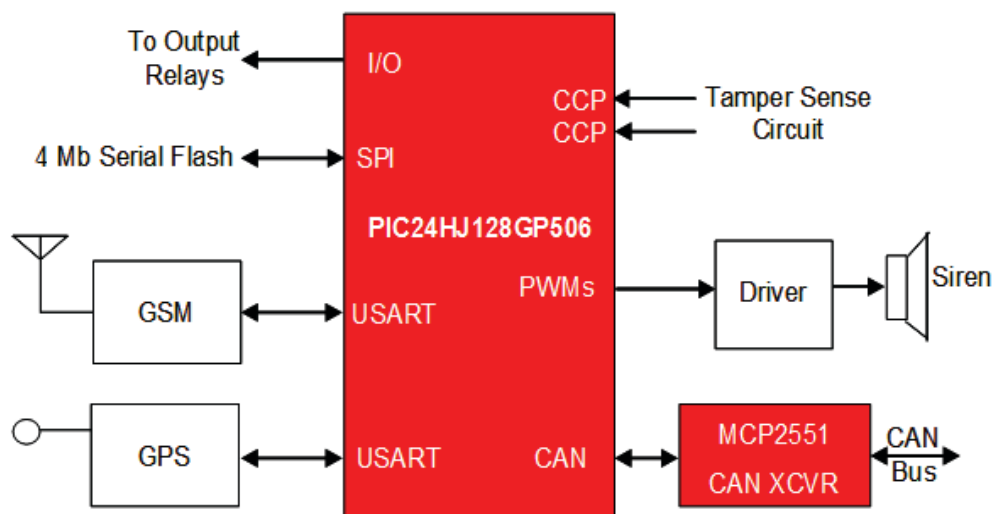 To Output
Relays
I/O
CCP
CCP
Tamper Sense
Circuit
4 Mb Serial Flash
SPI
PIC24HJ128GP506
GSM
USART
PWMs
Driver
Siren
GPS
USART
CAN
MCP2551
CAN XCVR
CAN
Bus